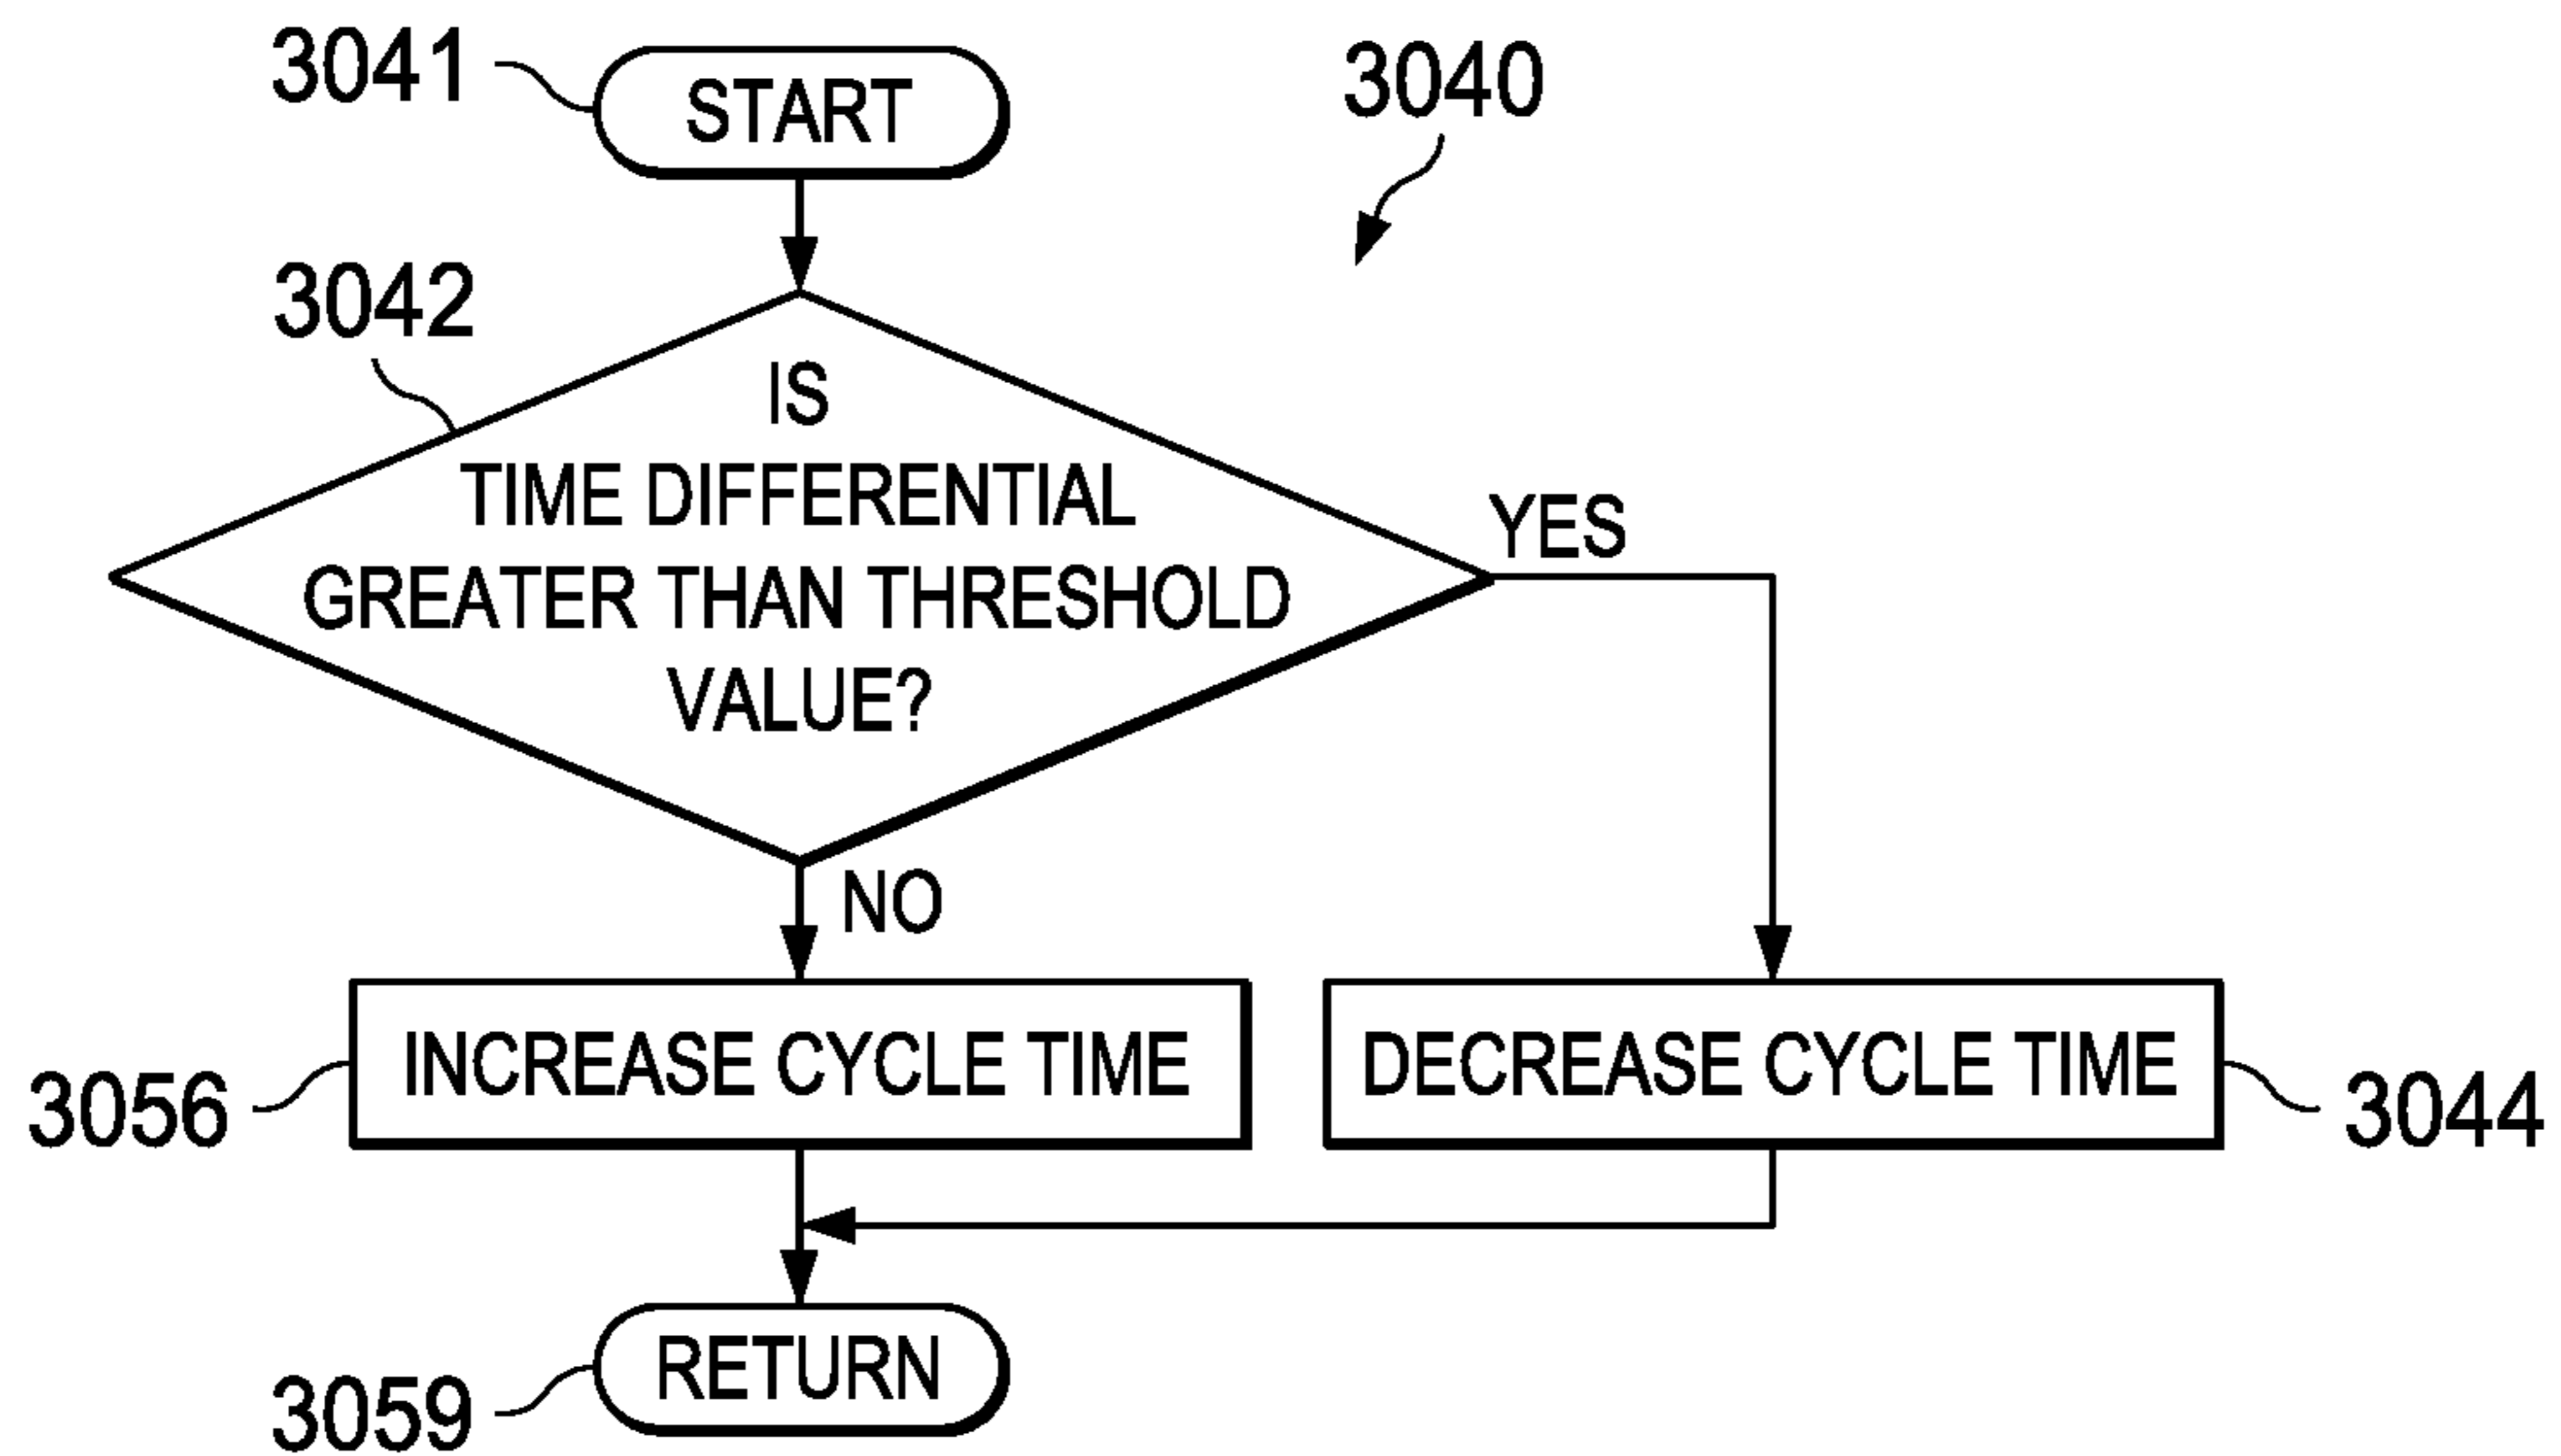 3041
START
3040
3042
IS
TIME DIFFERENTIAL
GREATER THAN THRESHOLD
VALUE?
YES
NO
INCREASE CYCLE TIME
DECREASE CYCLE TIME
3056
3044
RETURN
3059